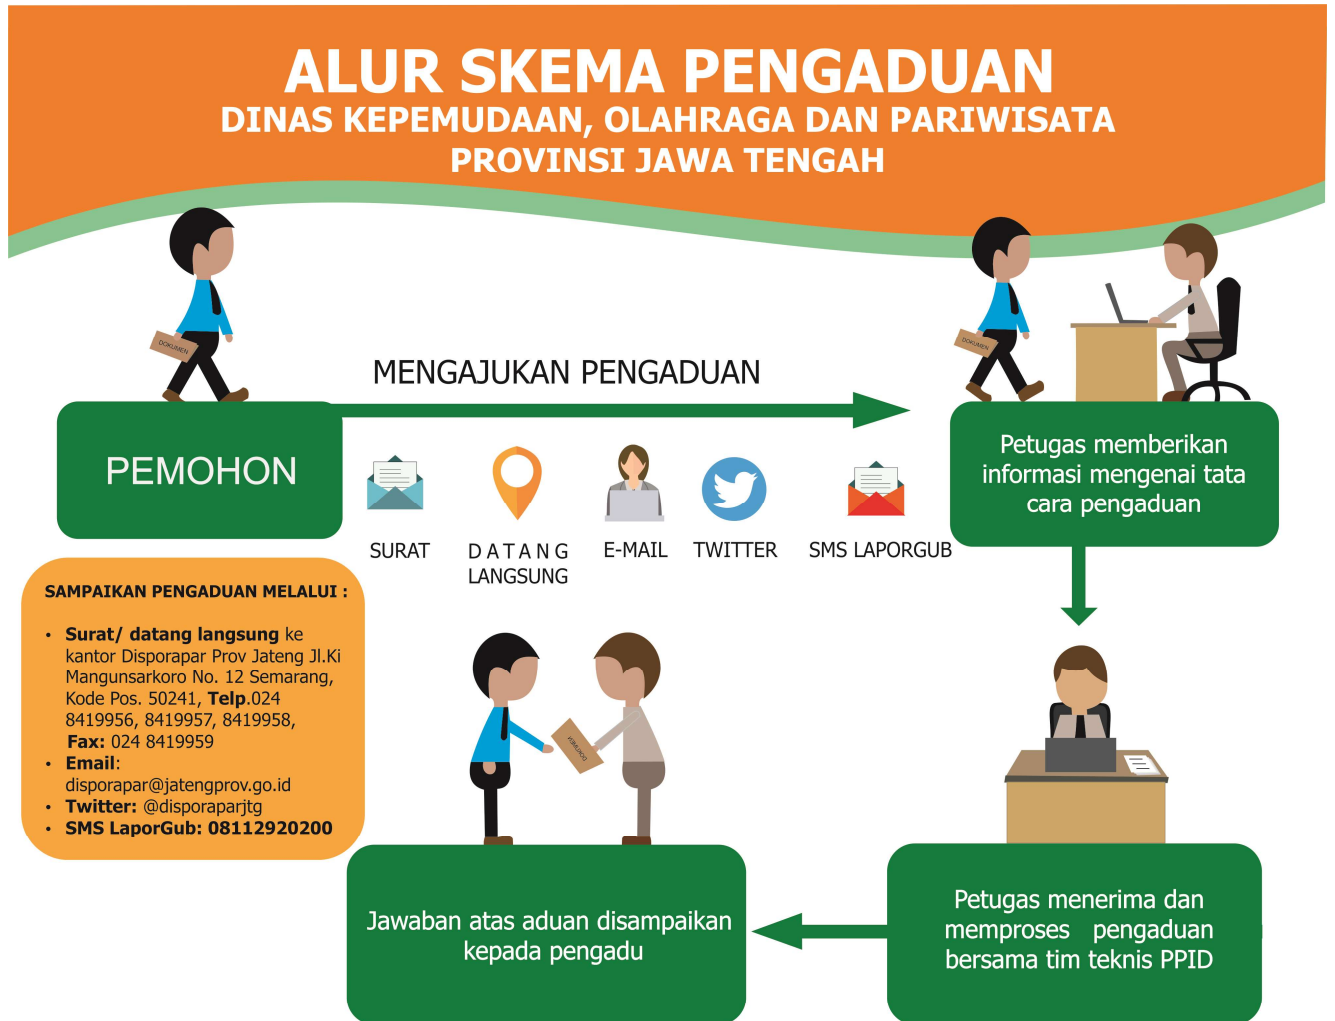 ALUR SKEMA PENGADUAN
DINAS KEPEMUDAAN, OLAHRAGA DAN PARIWISATA
PROVINSI JAWA TENGAH
DOKUMEN
DOKUMEN
MENGAJUKAN PENGADUAN
PEMOHON
SURAT
DATANG
LANGSUNG
E-MAIL
TWITTER
SMS LAPORGUB
Petugas memberikan
informasi mengenai tata
cara pengaduan
SAMPAIKAN PENGADUAN MELALUI :
• Surat/ datang langsung ke
kantor Disporapar Prov Jateng Jl.Ki
Mangunsarkoro No. 12 Semarang,
Kode Pos. 50241, Telp.024
8419956, 8419957, 8419958,
Fax: 024 8419959
• Email:
disporapar@jatengprov.go.id
• Twitter: @disporaparjtg
• SMS LaporGub: 08112920200
DOKUMEN
Petugas menerima dan
memproses pengaduan
bersama tim teknis PPID
Jawaban atas aduan disampaikan
kepada pengadu